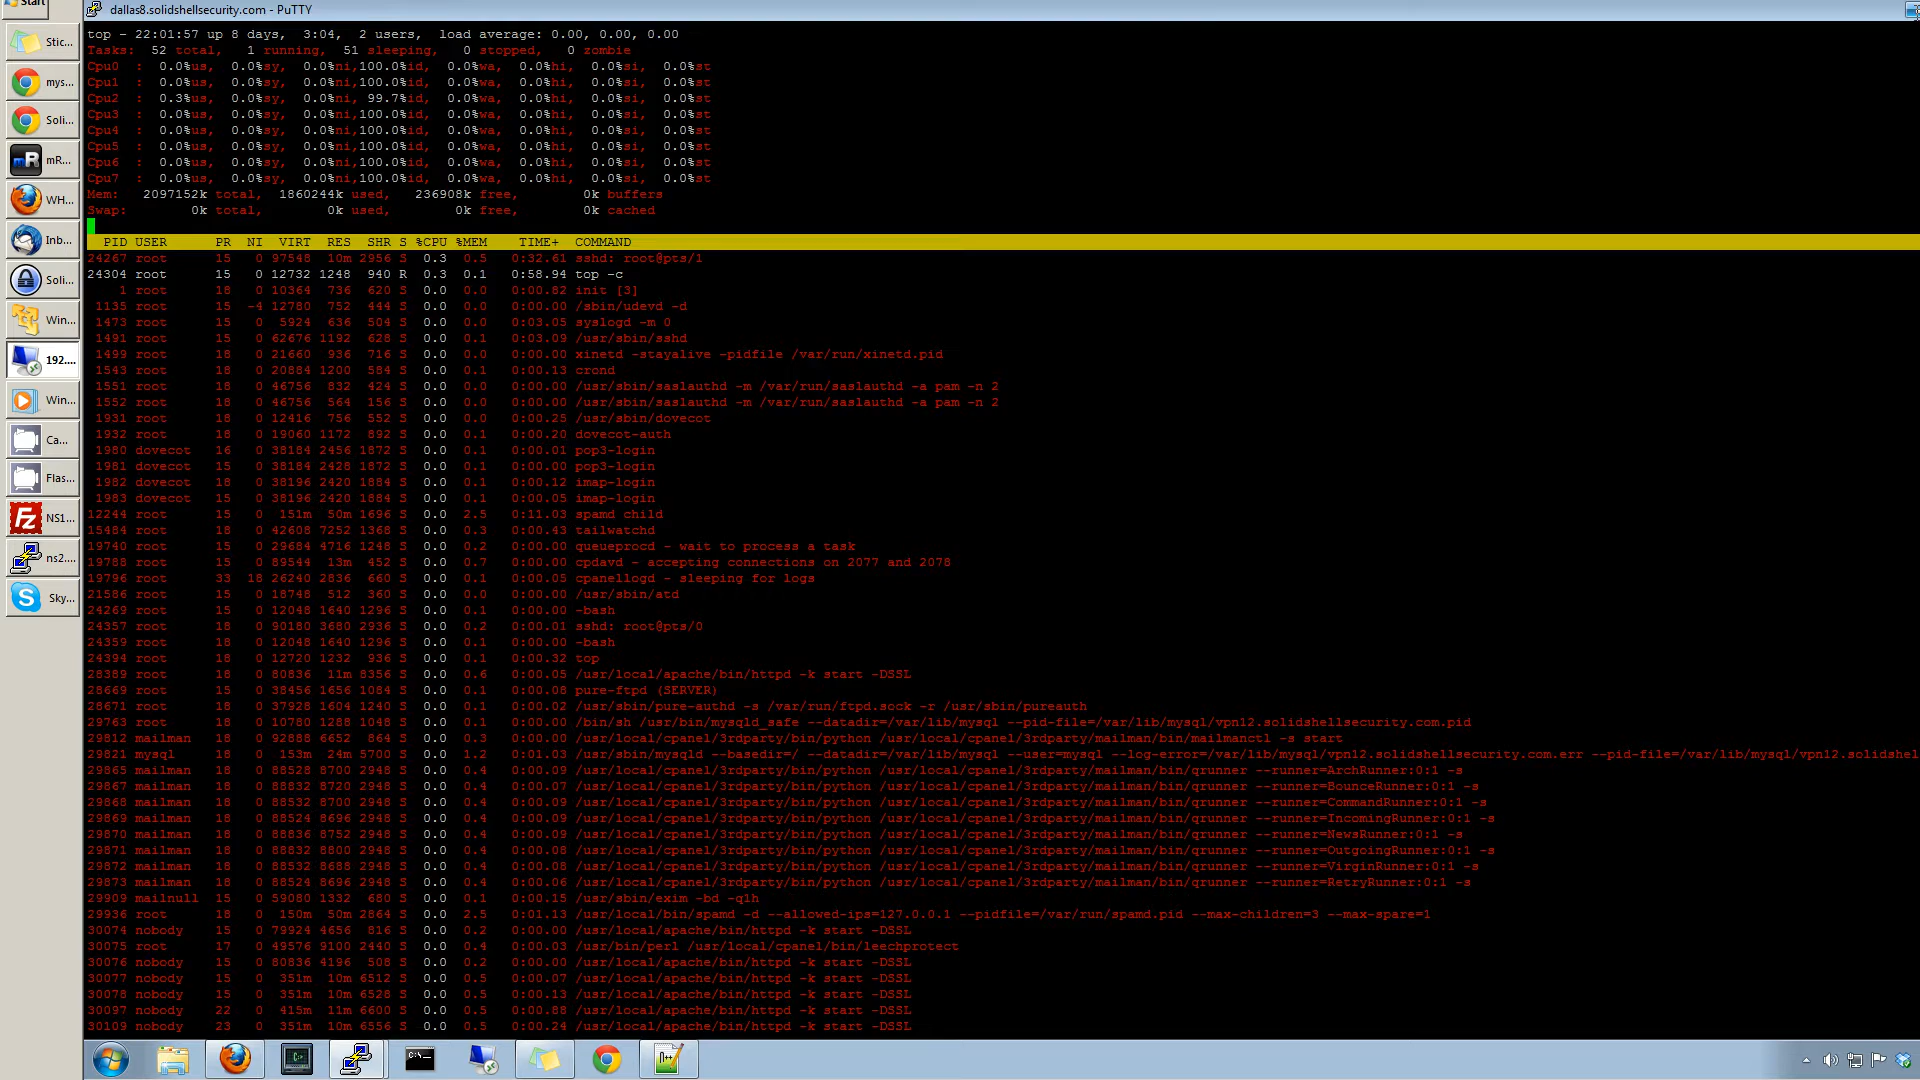 Start
dallas8.solidshellsecurity.com - PuTTY
top - 22:01:57 up 8 days,  3:04,  2 users,  load average: 0.00, 0.00, 0.00
Tasks:  52 total,   1 running,  51 sleeping,   0 stopped,   0 zombie
Cpu0  :  0.0%us,  0.0%sy,  0.0%ni,100.0%id,  0.0%wa,  0.0%hi,  0.0%si,  0.0%st
Cpu1  :  0.0%us,  0.0%sy,  0.0%ni,100.0%id,  0.0%wa,  0.0%hi,  0.0%si,  0.0%st
Cpu2  :  0.3%us,  0.0%sy,  0.0%ni, 99.7%id,  0.0%wa,  0.0%hi,  0.0%si,  0.0%st
Cpu3  :  0.0%us,  0.0%sy,  0.0%ni,100.0%id,  0.0%wa,  0.0%hi,  0.0%si,  0.0%st
Cpu4  :  0.0%us,  0.0%sy,  0.0%ni,100.0%id,  0.0%wa,  0.0%hi,  0.0%si,  0.0%st
Cpu5  :  0.0%us,  0.0%sy,  0.0%ni,100.0%id,  0.0%wa,  0.0%hi,  0.0%si,  0.0%st
Cpu6  :  0.0%us,  0.0%sy,  0.0%ni,100.0%id,  0.0%wa,  0.0%hi,  0.0%si,  0.0%st
Cpu7  :  0.0%us,  0.0%sy,  0.0%ni,100.0%id,  0.0%wa,  0.0%hi,  0.0%si,  0.0%st
Mem:   2097152k total,  1860244k used,   236908k free,        0k buffers
Swap:        0k total,        0k used,        0k free,        0k cached
PID USER      PR  NI  VIRT  RES  SHR S %CPU %MEM    TIME+  COMMAND
24267 root      15   0 97548  10m 2956 S  0.3  0.5   0:32.61 sshd: root@pts/1
24304 root      15   0 12732 1248  940 R  0.3  0.1   0:58.94 top -c
1 root      18   0 10364  736  620 S  0.0  0.0   0:00.82 init [3]
1135 root      15  -4 12780  752  444 S  0.0  0.0   0:00.00 /sbin/udevd -d
1473 root      15   0  5924  636  504 S  0.0  0.0   0:03.05 syslogd -m 0
1491 root      15   0 62676 1192  628 S  0.0  0.1   0:03.09 /usr/sbin/sshd
1499 root      18   0 21660  936  716 S  0.0  0.0   0:00.00 xinetd -stayalive -pidfile /var/run/xinetd.pid
1543 root      18   0 20884 1200  584 S  0.0  0.1   0:00.13 crond
1551 root      18   0 46756  832  424 S  0.0  0.0   0:00.00 /usr/sbin/saslauthd -m /var/run/saslauthd -a pam -n 2
1552 root      18   0 46756  564  156 S  0.0  0.0   0:00.00 /usr/sbin/saslauthd -m /var/run/saslauthd -a pam -n 2
1931 root      18   0 12416  756  552 S  0.0  0.0   0:00.25 /usr/sbin/dovecot
1932 root      18   0 19060 1172  892 S  0.0  0.1   0:00.20 dovecot-auth
1980 dovecot   16   0 38184 2456 1872 S  0.0  0.1   0:00.01 pop3-login
1981 dovecot   15   0 38184 2428 1872 S  0.0  0.1   0:00.00 pop3-login
1982 dovecot   18   0 38196 2420 1884 S  0.0  0.1   0:00.12 imap-login
1983 dovecot   15   0 38196 2420 1884 S  0.0  0.1   0:00.05 imap-login
12244 root      15   0  151m  50m 1696 S  0.0  2.5   0:11.03 spamd child
15484 root      18   0 42608 7252 1368 S  0.0  0.3   0:00.43 tailwatchd
19740 root      15   0 29684 4716 1248 S  0.0  0.2   0:00.00 queueprocd - wait to process a task
19788 root      15   0 89544  13m  452 S  0.0  0.7   0:00.00 cpdavd - accepting connections on 2077 and 2078
19796 root      33  18 26240 2836  660 S  0.0  0.1   0:00.05 cpanellogd - sleeping for logs
21586 root      15   0 18748  512  360 S  0.0  0.0   0:00.00 /usr/sbin/atd
24269 root      15   0 12048 1640 1296 S  0.0  0.1   0:00.00 -bash
24357 root      15   0 90180 3680 2936 S  0.0  0.2   0:00.01 sshd: root@pts/0
24359 root      18   0 12048 1640 1296 S  0.0  0.1   0:00.00 -bash
24394 root      18   0 12720 1232  936 S  0.0  0.1   0:00.32 top
28389 root      18   0 80836  11m 8356 S  0.0  0.6   0:00.05 /usr/local/apache/bin/httpd -k start -DSSL
28669 root      15   0 38456 1656 1084 S  0.0  0.1   0:00.08 pure-ftpd (SERVER)
28671 root      15   0 37928 1604 1240 S  0.0  0.1   0:00.02 /usr/sbin/pure-authd -s /var/run/ftpd.sock -r /usr/sbin/pureauth
29763 root      18   0 10780 1288 1048 S  0.0  0.1   0:00.00 /bin/sh /usr/bin/mysqld_safe --datadir=/var/lib/mysql --pid-file=/var/lib/mysql/vpn12.solidshellsecurity.com.pid
29812 mailman   18   0 92888 6652  864 S  0.0  0.3   0:00.00 /usr/local/cpanel/3rdparty/bin/python /usr/local/cpanel/3rdparty/mailman/bin/mailmanctl -s start
29821 mysql     18   0  153m  24m 5700 S  0.0  1.2   0:01.03 /usr/sbin/mysqld --basedir=/ --datadir=/var/lib/mysql --user=mysql --log-error=/var/lib/mysql/vpn12.solidshellsecurity.com.err --pid-file=/var/lib/mysql/vpn12.solidshel
29865 mailman   18   0 88528 8700 2948 S  0.0  0.4   0:00.09 /usr/local/cpanel/3rdparty/bin/python /usr/local/cpanel/3rdparty/mailman/bin/qrunner --runner=ArchRunner:0:1 -s
29867 mailman   18   0 88832 8720 2948 S  0.0  0.4   0:00.07 /usr/local/cpanel/3rdparty/bin/python /usr/local/cpanel/3rdparty/mailman/bin/qrunner --runner=BounceRunner:0:1 -s
29868 mailman   18   0 88532 8700 2948 S  0.0  0.4   0:00.09 /usr/local/cpanel/3rdparty/bin/python /usr/local/cpanel/3rdparty/mailman/bin/qrunner --runner=CommandRunner:0:1 -s
29869 mailman   18   0 88524 8696 2948 S  0.0  0.4   0:00.09 /usr/local/cpanel/3rdparty/bin/python /usr/local/cpanel/3rdparty/mailman/bin/qrunner --runner=IncomingRunner:0:1 -s
29870 mailman   18   0 88836 8752 2948 S  0.0  0.4   0:00.09 /usr/local/cpanel/3rdparty/bin/python /usr/local/cpanel/3rdparty/mailman/bin/qrunner --runner=NewsRunner:0:1 -s
29871 mailman   18   0 88832 8800 2948 S  0.0  0.4   0:00.08 /usr/local/cpanel/3rdparty/bin/python /usr/local/cpanel/3rdparty/mailman/bin/qrunner --runner=OutgoingRunner:0:1 -s
29872 mailman   18   0 88532 8688 2948 S  0.0  0.4   0:00.08 /usr/local/cpanel/3rdparty/bin/python /usr/local/cpanel/3rdparty/mailman/bin/qrunner --runner=VirginRunner:0:1 -s
29873 mailman   18   0 88524 8696 2948 S  0.0  0.4   0:00.06 /usr/local/cpanel/3rdparty/bin/python /usr/local/cpanel/3rdparty/mailman/bin/qrunner --runner=RetryRunner:0:1 -s
29909 mailnull  15   0 59080 1332  680 S  0.0  0.1   0:00.15 /usr/sbin/exim -bd -q1h
29936 root      18   0  150m  50m 2864 S  0.0  2.5   0:01.13 /usr/local/bin/spamd -d --allowed-ips=127.0.0.1 --pidfile=/var/run/spamd.pid --max-children=3 --max-spare=1
30074 nobody    15   0 79924 4656  816 S  0.0  0.2   0:00.00 /usr/local/apache/bin/httpd -k start -DSSL
30075 root      17   0 49576 9100 2440 S  0.0  0.4   0:00.03 /usr/bin/perl /usr/local/cpanel/bin/leechprotect
30076 nobody    15   0 80836 4196  508 S  0.0  0.2   0:00.00 /usr/local/apache/bin/httpd -k start -DSSL
30077 nobody    15   0  351m  10m 6512 S  0.0  0.5   0:00.07 /usr/local/apache/bin/httpd -k start -DSSL
30078 nobody    15   0  351m  10m 6528 S  0.0  0.5   0:00.13 /usr/local/apache/bin/httpd -k start -DSSL
30097 nobody    22   0  415m  11m 6600 S  0.0  0.5   0:00.88 /usr/local/apache/bin/httpd -k start -DSSL
30109 nobody    23   0  351m  10m 6556 S  0.0  0.5   0:00.24 /usr/local/apache/bin/httpd -k start -DSSL
Stic...
mys...
Soli...
mR...
WH...
Inb...
Soli...
Win...
192....
Win...
Ca...
Flas...
NS1...
ns2....
Sky...